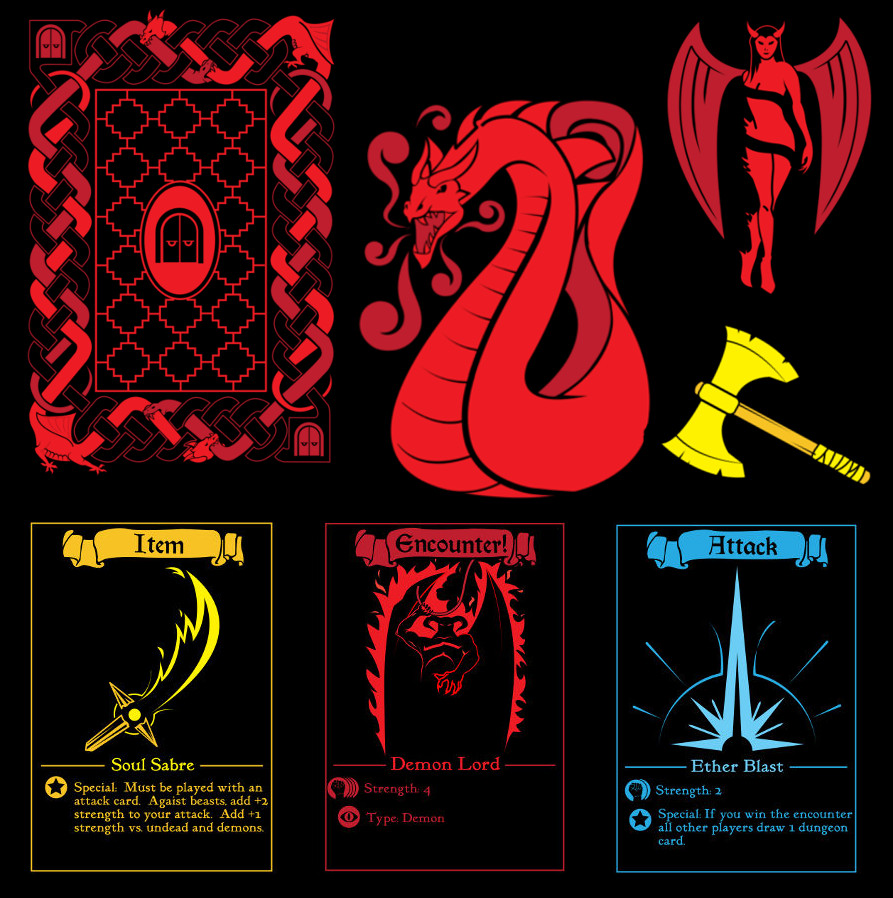 Item
Soul Sabre
Special: Must be played with an
attack card. Agaist beasts, add +2
strength to your attack. Add +1
strength vs. undead and demons.
Encounter!
Demon Lord
Strength: 4
Type: Demon
Attack
Ether Blast
Strength: 2
Special: If you win the encounter
all other players draw 1 dungeon
card.